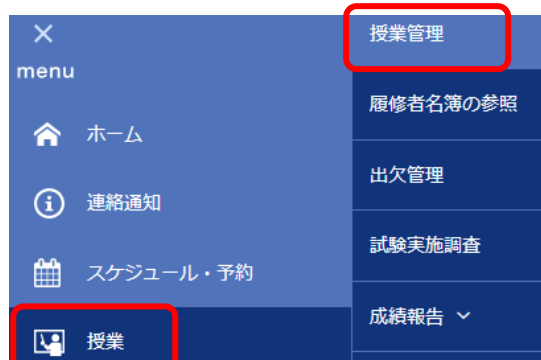 menu
ホーム
連絡通知
スケジュール・予約
授業
授業管理
履修者名簿の参照
出欠管理
試験実施調査
成績報告